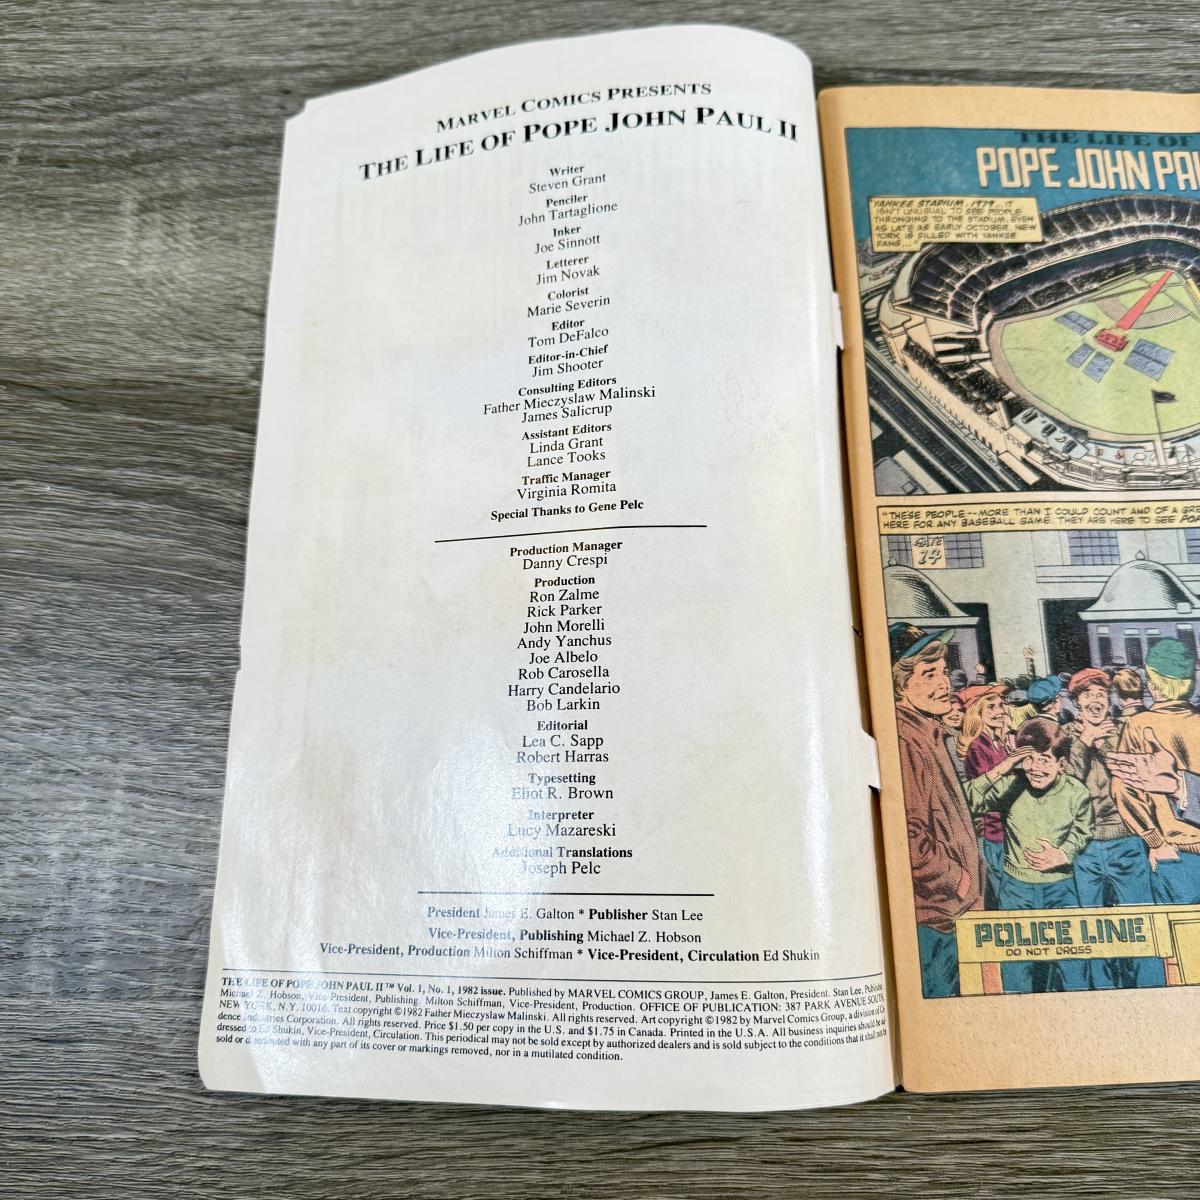 MARVEL COMICS PRESENTS
THE LIFE OF POPE JOHN PAUL II
Writer
Steven Grant
Penciler
John Tartaglione
Inker
Joe Sinnott
Letterer
Jim Novak
Colorist
Marie Severin
Editor
Tom DeFalco
Editor-in-Chief
Jim Shooter
Consulting Editors
Father Mieczyslaw Malinski
James Salicrup
Assistant Editors
Linda Grant
Lance Tooks
Traffic Manager
Virginia Romita
Special Thanks to Gene Pelc
Production Manager
Danny Crespi
Production
Ron Zalme
Rick Parker
John Morelli
Andy Yanchus
Joe Albelo
Rob Carosella
Harry Candelario
Bob Larkin
Editorial
Lea C. Sapp
Robert Harras
Typesetting
Eliot R. Brown
Interpreter
Lucy Mazareski
Additional Translations
Joseph Pelc
President James E. Galton * Publisher Stan Lee
Vice-President, Publishing Michael Z. Hobson
Vice-President, Production Milton Schiffman * Vice-President, Circulation Ed Shukin
THE LIFE OF POPE JOHN PAUL II™ Vol. 1, No. 1, 1982 issue. Published by MARVEL COMICS GROUP, James E. Galton, President. Stan Lee, Publisher.
Michael Z. Hobson, Vice-President, Publishing. Milton Schiffman, Vice-President, Production. OFFICE OF PUBLICATION: 387 PARK AVENUE SOUTH,
NEW YORK, N.Y. 10016. Text copyright ©1982 Father Mieczyslaw Malinski. All rights reserved. Art copyright ©1982 by Marvel Comics Group, a division of Ca
dence Industries Corporation. All rights reserved. Price $1.50 per copy in the U.S. and $1.75 in Canada. Printed in the U.S.A. All business inquiries should be ad-
dressed to Ed Shukin, Vice-President, Circulation. This periodical may not be sold except by authorized dealers and is sold subject to the conditions that it shall not be
sold or distributed with any part of its cover or markings removed, nor in a mutilated condition.
THE LIFE OF
POPE JOHN PAU
"YANKEE STADIUM, 1979...IT
ISN'T UNUSUAL TO SEE PEOPLE
THRONGING TO THE STADIUM, EVEN
AS LATE AS EARLY OCTOBER. NEW
YORK IS FILLED WITH YANKEE
FANS..."
"THESE PEOPLE--MORE THAN I COULD COUNT AND OF A GRE
HERE FOR ANY BASEBALL GAME. THEY ARE HERE TO SEE POP
GATE
14
POLICE LINE
DO NOT CROSS